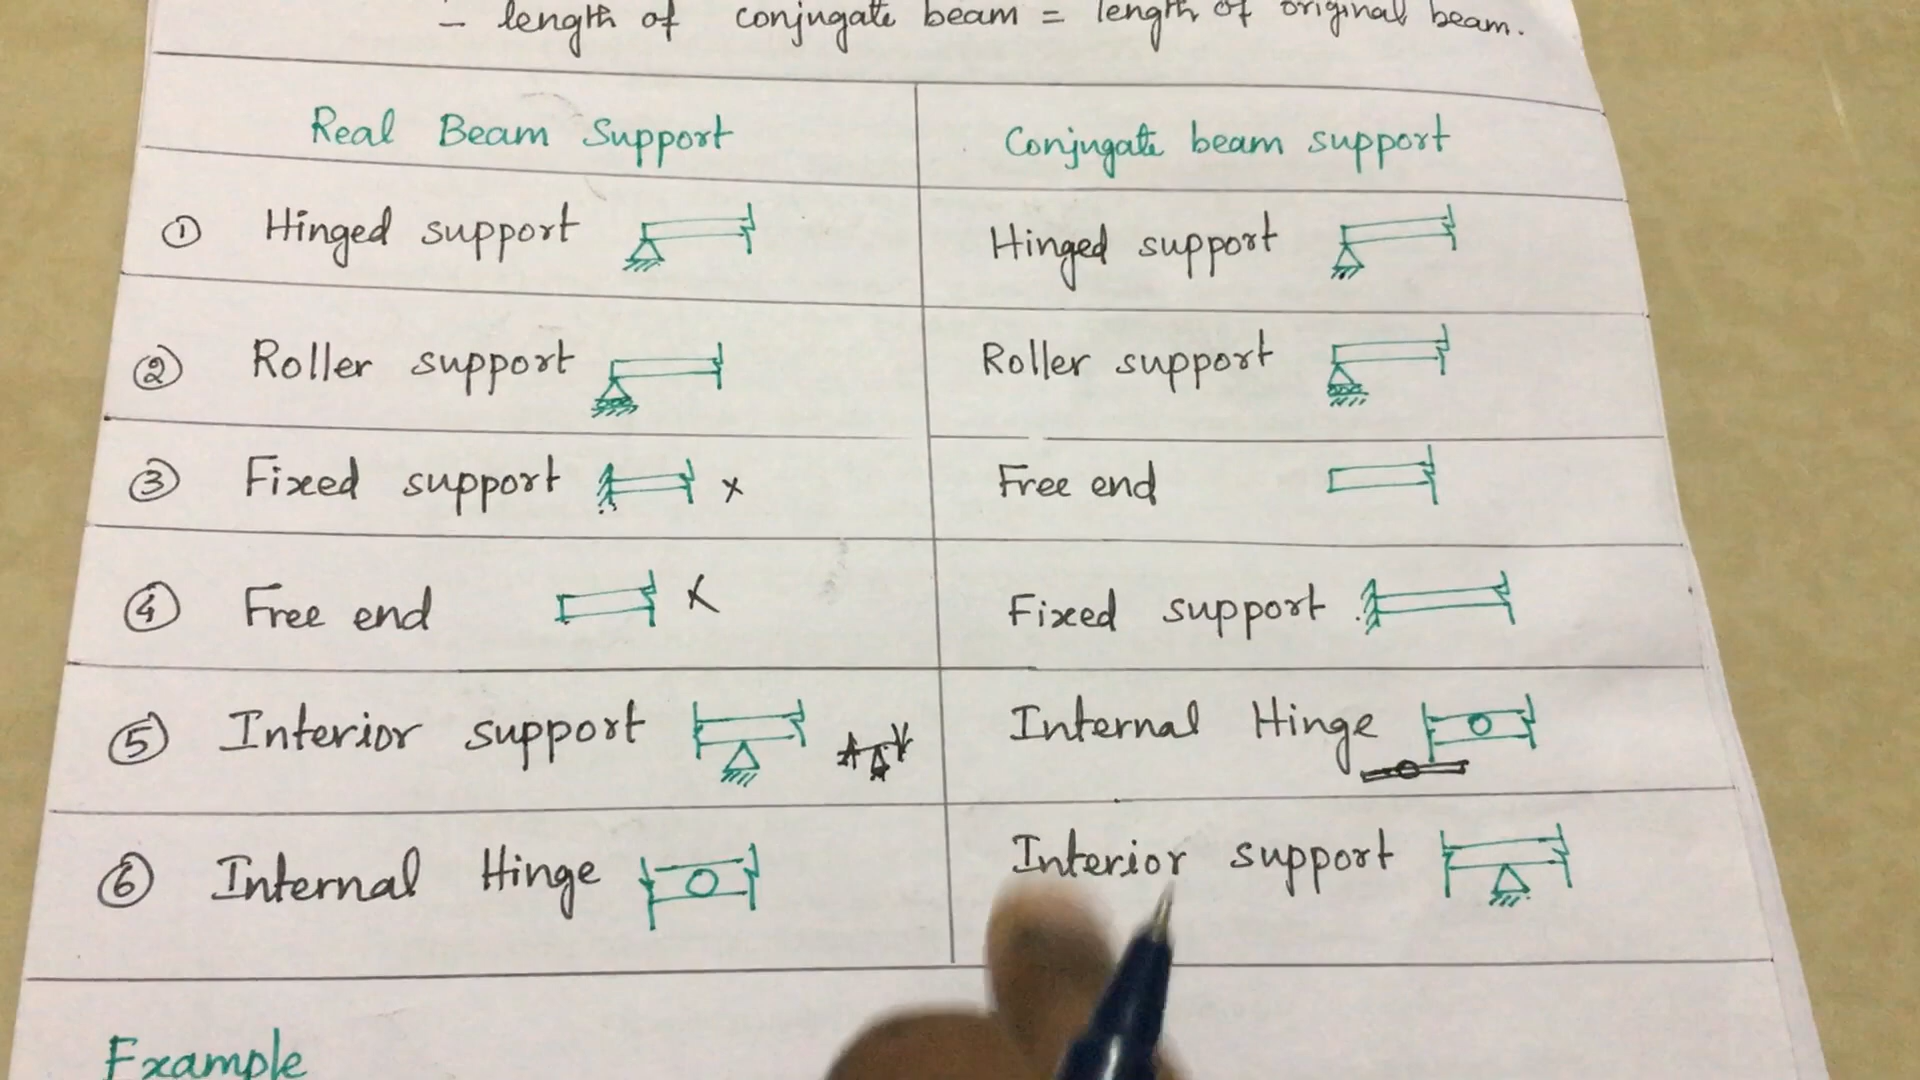 - length of conjugate beam = length of original beam.
Real Beam Support Conjugate beam support
① Hinged support Hinged support
② Roller support Roller support
③ Fixed support x Free end
④ Free end x Fixed support
⑤ Interior support Internal Hinge
⑥ Internal Hinge Interior support
Example